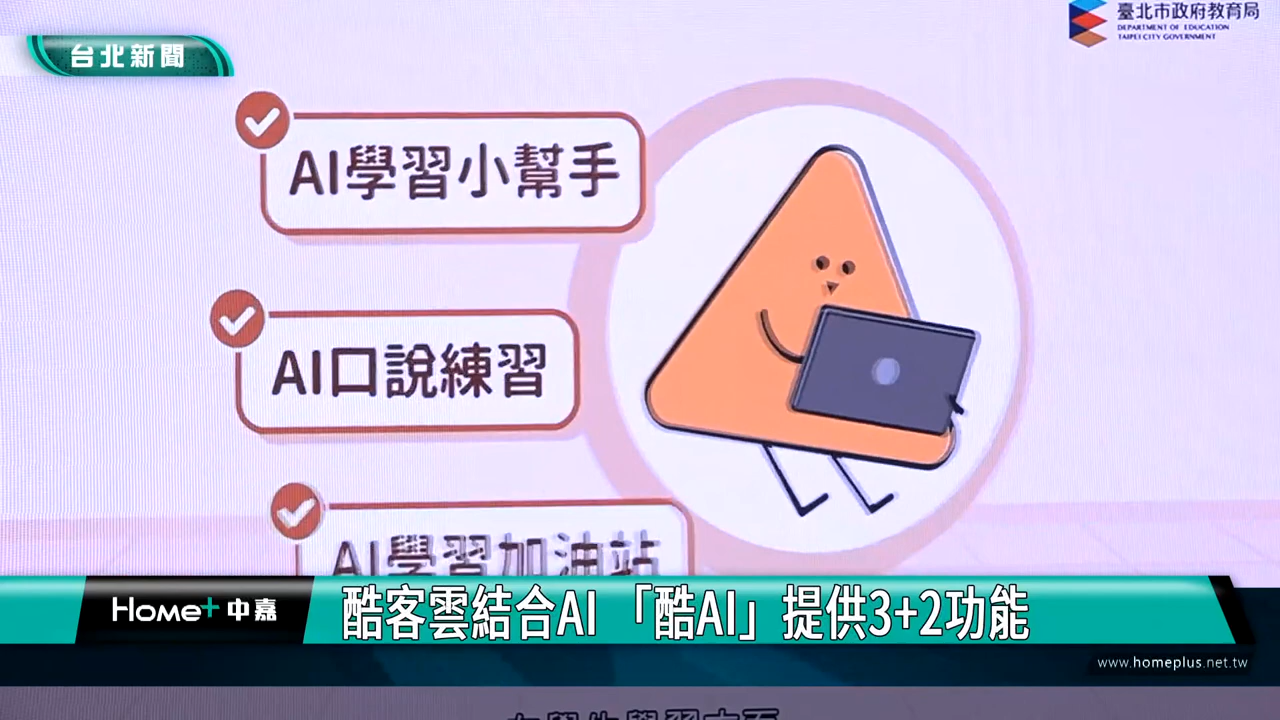 臺北市政府教育局
DEPARTMENT OF EDUCATION
TAIPEI CITY GOVERNMENT
台北新聞
AI學習小幫手
AI口說練習
AI學習加油站
Home+中嘉
酷客雲結合AI「酷AI」提供3+2功能
www.homeplus.net.tw